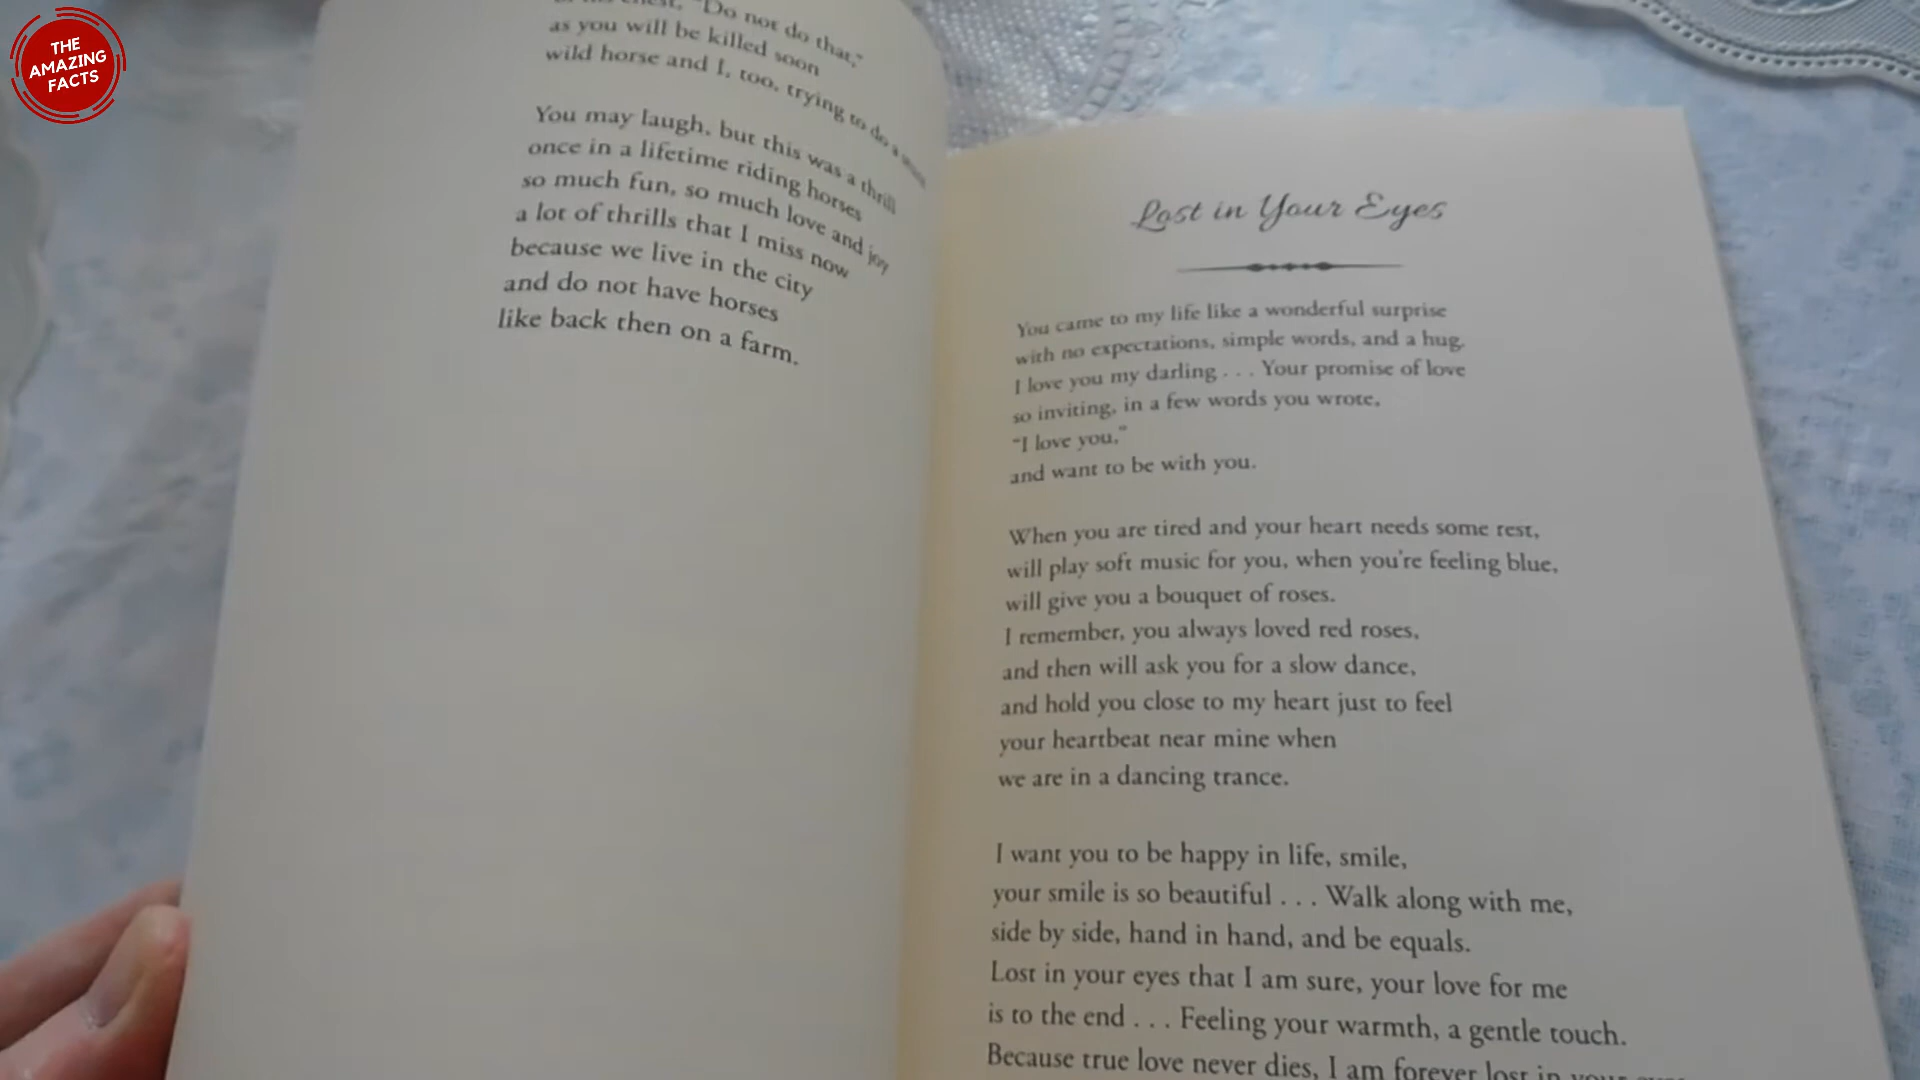 THE
AMAZING
FACTS
"Do not do that,"
as you will be killed soon
wild horse and I, too, trying to do a
You may laugh, but this was a thrill
once in a lifetime riding horses
so much fun, so much love and joy
a lot of thrills that I miss now
because we live in the city
and do not have horses
like back then on a farm.
Lost in Your Eyes
You came to my life like a wonderful surprise
with no expectations, simple words, and a hug.
I love you my darling . . . Your promise of love
so inviting, in a few words you wrote,
"I love you,"
and want to be with you.
When you are tired and your heart needs some rest,
will play soft music for you, when you're feeling blue,
will give you a bouquet of roses.
I remember, you always loved red roses,
and then will ask you for a slow dance,
and hold you close to my heart just to feel
your heartbeat near mine when
we are in a dancing trance.
I want you to be happy in life, smile,
your smile is so beautiful . . . Walk along with me,
side by side, hand in hand, and be equals.
Lost in your eyes that I am sure, your love for me
is to the end . . . Feeling your warmth, a gentle touch.
Because true love never dies, I am forever lost in